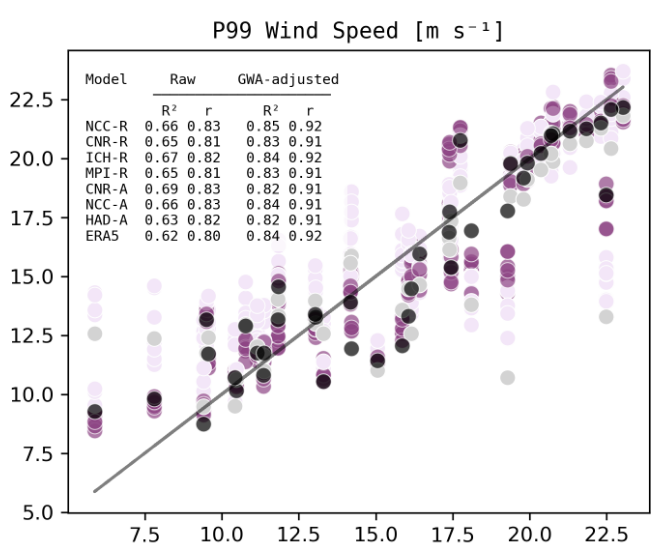 P99 Wind Speed [m s⁻¹]
Model Raw GWA-adjusted
R² r R² r
NCC-R 0.66 0.83 0.85 0.92
CNR-R 0.65 0.81 0.83 0.91
ICH-R 0.67 0.82 0.84 0.92
MPI-R 0.65 0.81 0.83 0.91
CNR-A 0.69 0.83 0.82 0.91
NCC-A 0.66 0.83 0.84 0.91
HAD-A 0.63 0.82 0.82 0.91
ERA5 0.62 0.80 0.84 0.92
22.5
20.0
17.5
15.0
12.5
10.0
7.5
5.0
7.5 10.0 12.5 15.0 17.5 20.0 22.5